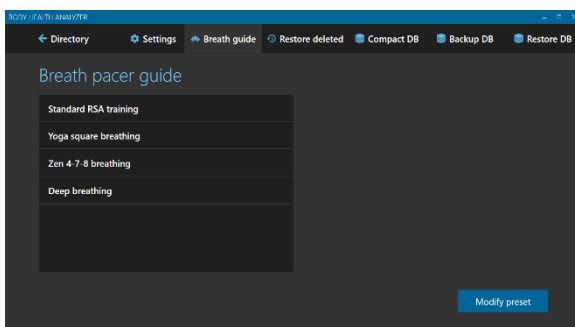 BODY HEALTH ANALYZER
Directory Settings Breath guide Restore deleted Compact DB Backup DB Restore DB
Breath pacer guide
Standard RSA training
Yoga square breathing
Zen 4-7-8 breathing
Deep breathing
Modify preset